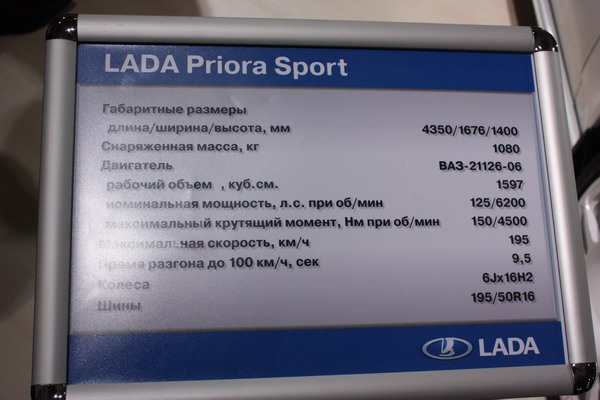 LADA Priora Sport
Габаритные размеры
длина/ширина/высота, мм 4350/1676/1400
Снаряженная масса, кг 1080
Двигатель ВАЗ-21126-06
рабочий объем , куб.см. 1597
номинальная мощность, л.с. при об/мин 125/6200
максимальный крутящий момент, Нм при об/мин 150/4500
Максимальная скорость, км/ч 195
Время разгона до 100 км/ч, сек 9,5
Колеса 6Jx16H2
Шины 195/50R16
LADA